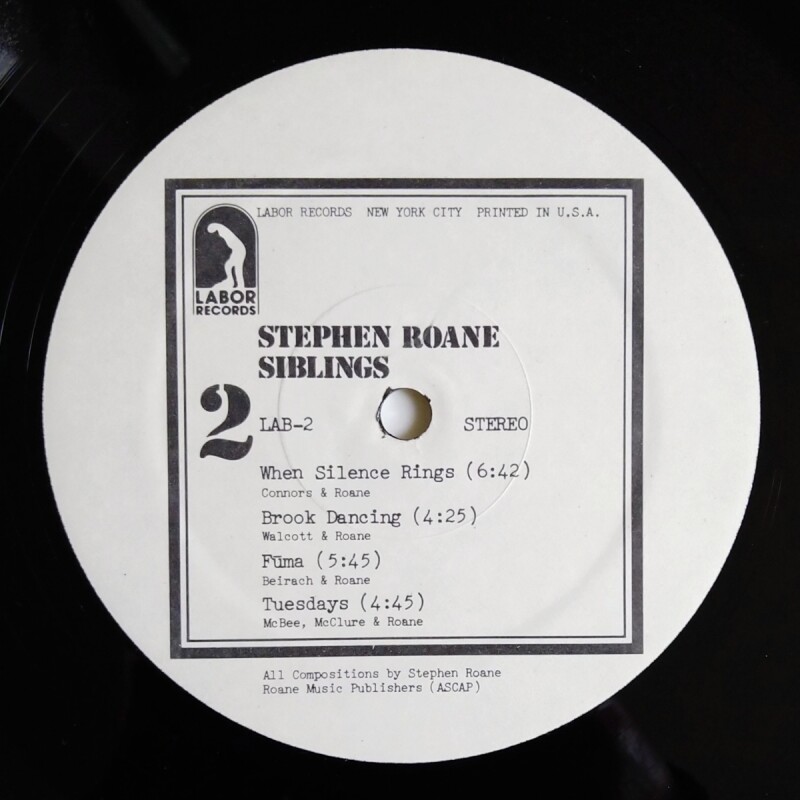 LABOR RECORDS NEW YORK CITY PRINTED IN U.S.A.
LABOR
RECORDS
STEPHEN ROANE
SIBLINGS
2
LAB-2 STEREO
When Silence Rings (6:42)
Connors & Roane
Brook Dancing (4:25)
Walcott & Roane
Fūma (5:45)
Beirach & Roane
Tuesdays (4:45)
McBee, McClure & Roane
All Compositions by Stephen Roane
Roane Music Publishers (ASCAP)